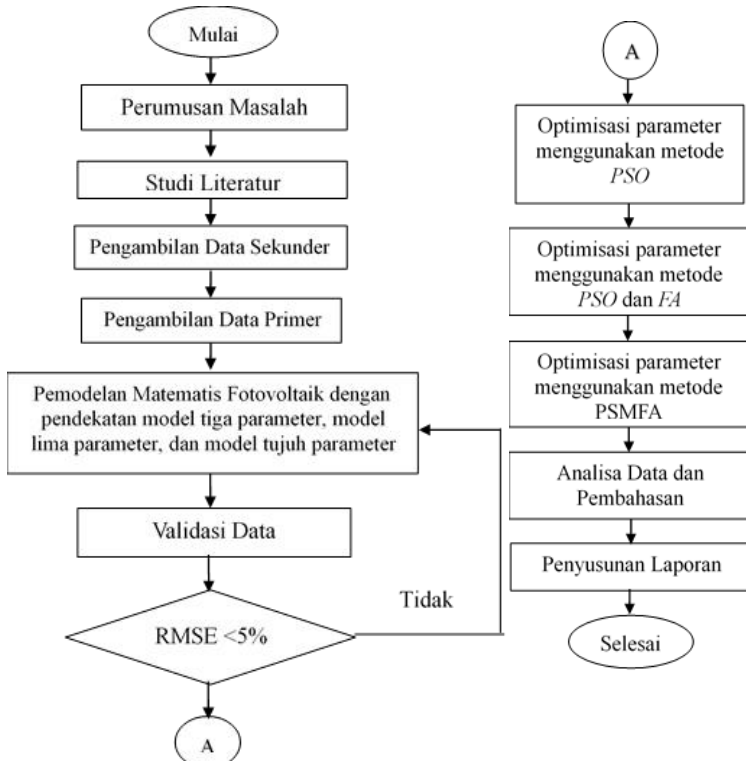 Mulai
Perumusan Masalah
Studi Literatur
Pengambilan Data Sekunder
Pengambilan Data Primer
Pemodelan Matematis Fotovoltaik dengan
pendekatan model tiga parameter, model
lima parameter, dan model tujuh parameter
Validasi Data
Tidak
RMSE <5%
A
A
Optimisasi parameter
menggunakan metode
PSO
Optimisasi parameter
menggunakan metode
PSO dan FA
Optimisasi parameter
menggunakan metode
PSMFA
Analisa Data dan
Pembahasan
Penyusunan Laporan
Selesai